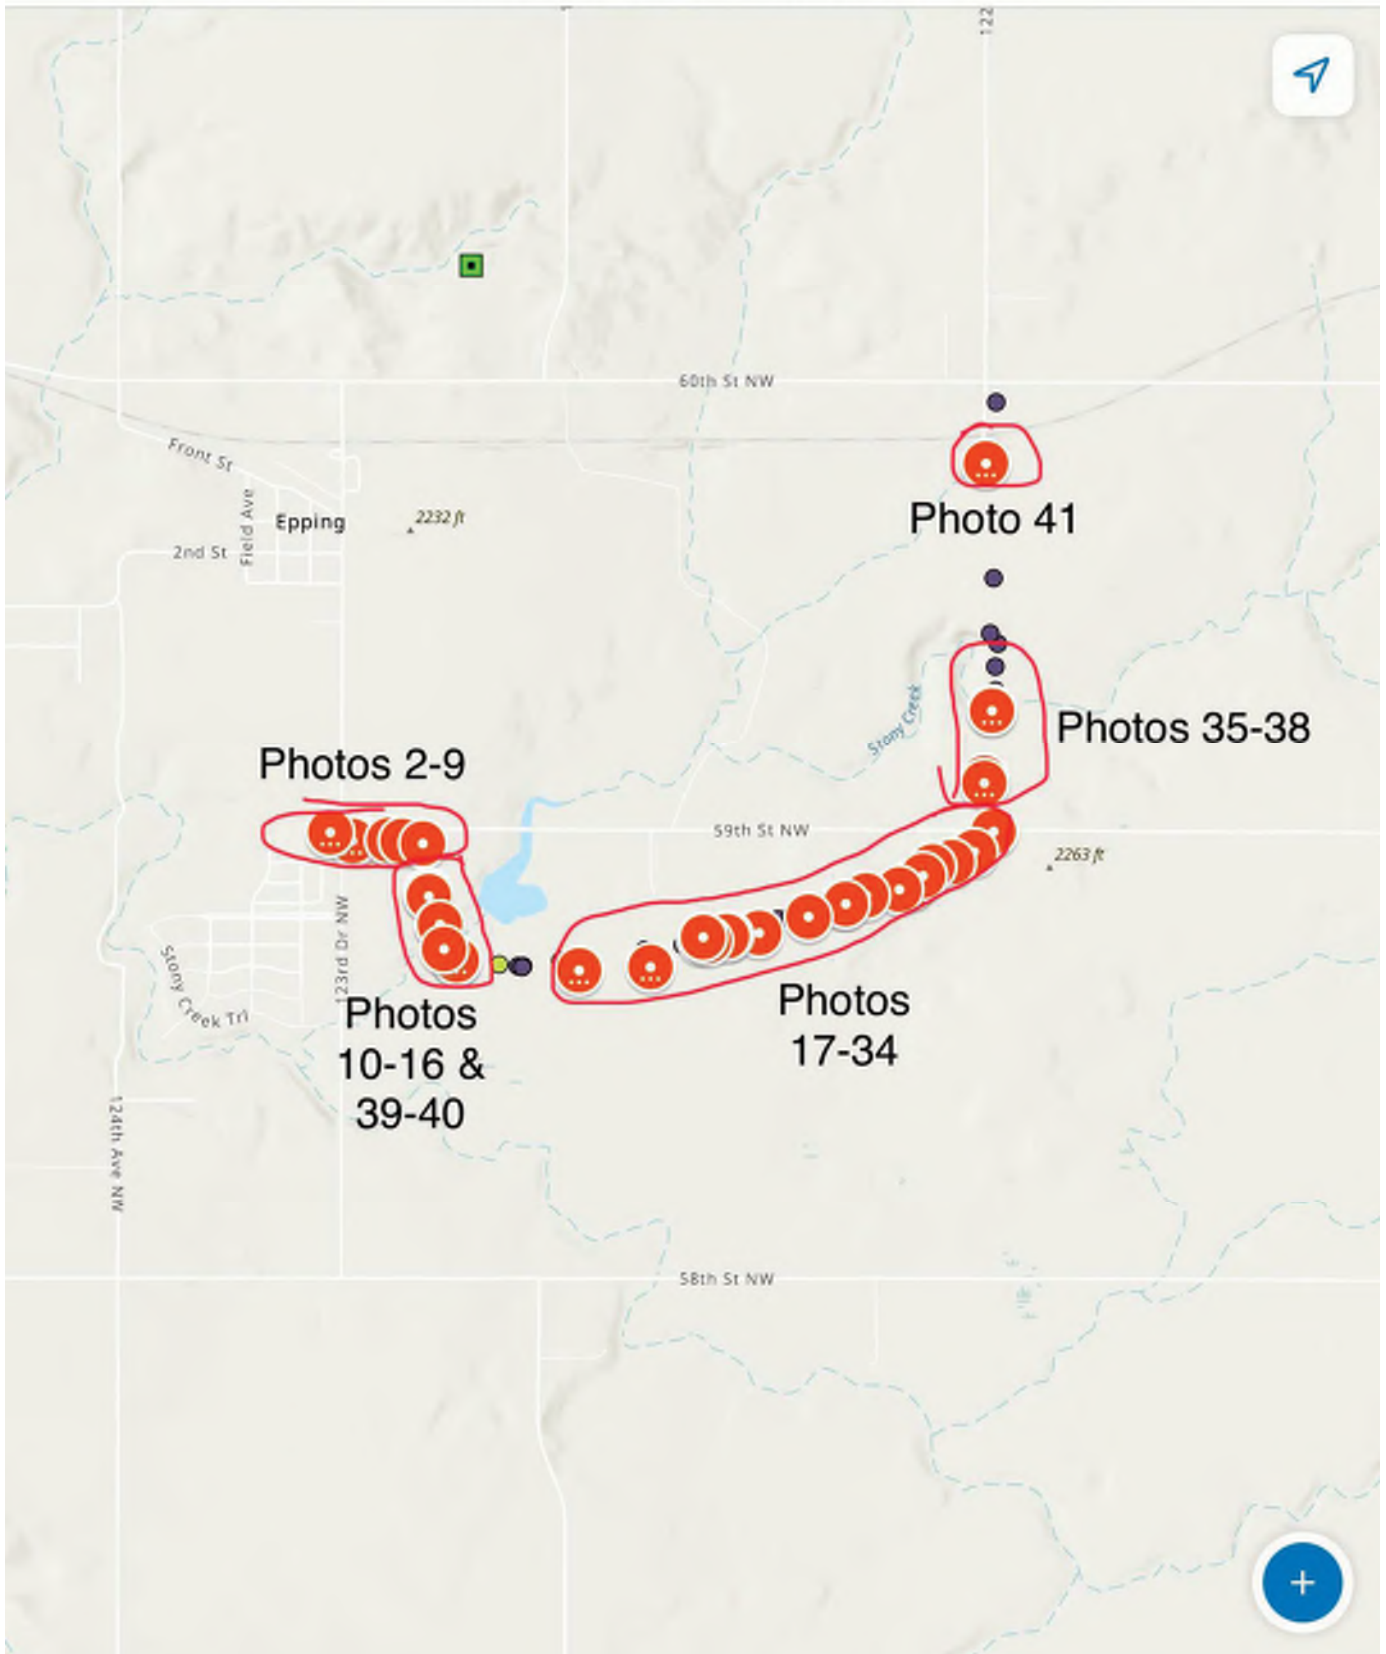 122
60th St NW
Front St
Field Ave
Epping
2232 ft
2nd St
Photo 41
Stony Creek
Photos 35-38
Photos 2-9
59th St NW
2263 ft
123rd Dr NW
Stony Creek Trl
Photos
10-16 &
39-40
Photos
17-34
124th Ave NW
58th St NW